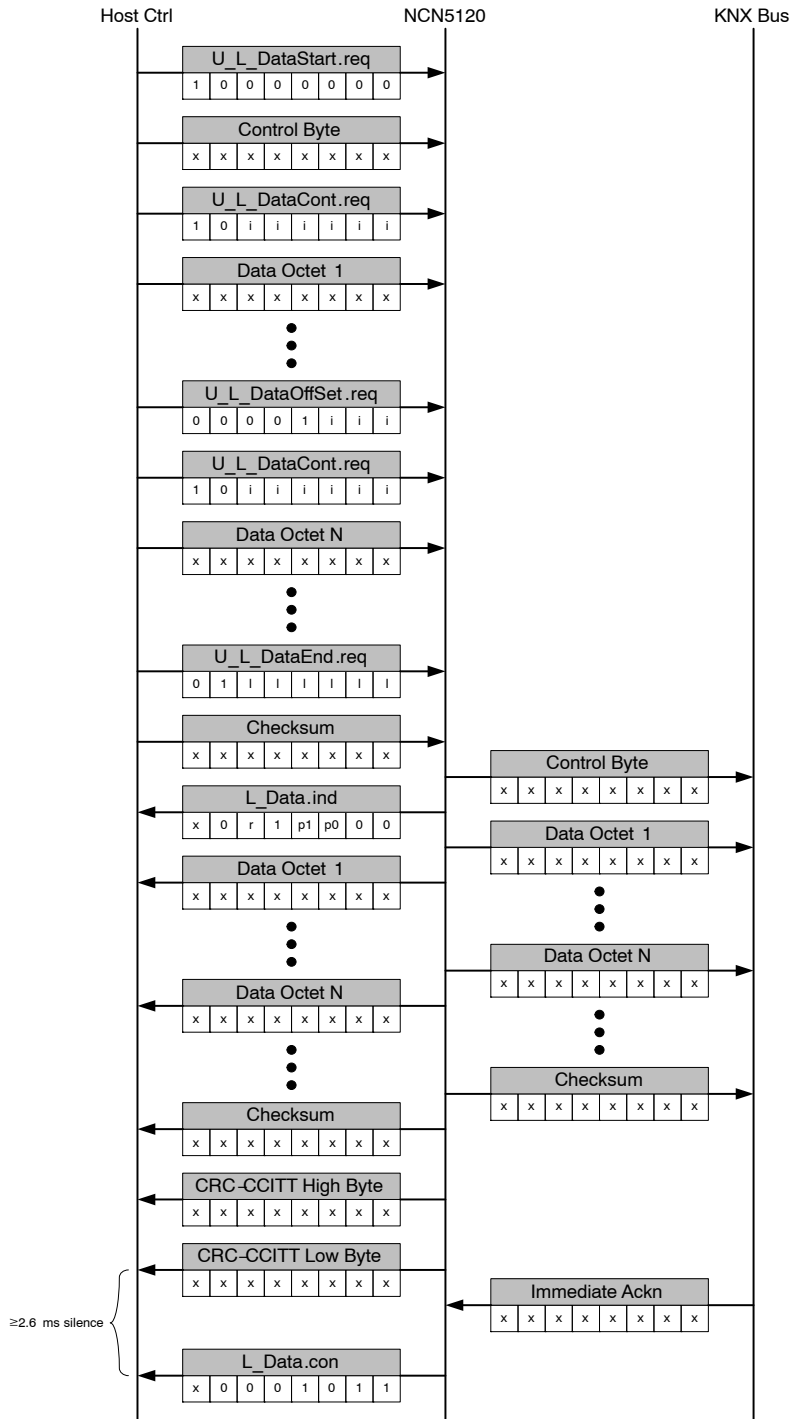 Host Ctrl NCN5120 KNX Bus
U_L_DataStart.req
1 0 0 0 0 0 0 0
Control Byte
x x x x x x x x
U_L_DataCont.req
1 0 i i i i i i
Data Octet 1
x x x x x x x x
U_L_DataOffSet.req
0 0 0 0 1 i i i
U_L_DataCont.req
1 0 i i i i i i
Data Octet N
x x x x x x x x
U_L_DataEnd.req
0 1 l l l l l l
Checksum
x x x x x x x x
Control Byte
x x x x x x x x
L_Data.ind
x 0 r 1 p1 p0 0 0
Data Octet 1
x x x x x x x x
Data Octet 1
x x x x x x x x
Data Octet N
x x x x x x x x
Data Octet N
x x x x x x x x
Checksum
x x x x x x x x
Checksum
x x x x x x x x
CRC-CCITT High Byte
x x x x x x x x
CRC-CCITT Low Byte
x x x x x x x x
Immediate Ackn
x x x x x x x x
≥2.6 ms silence
L_Data.con
x 0 0 0 1 0 1 1